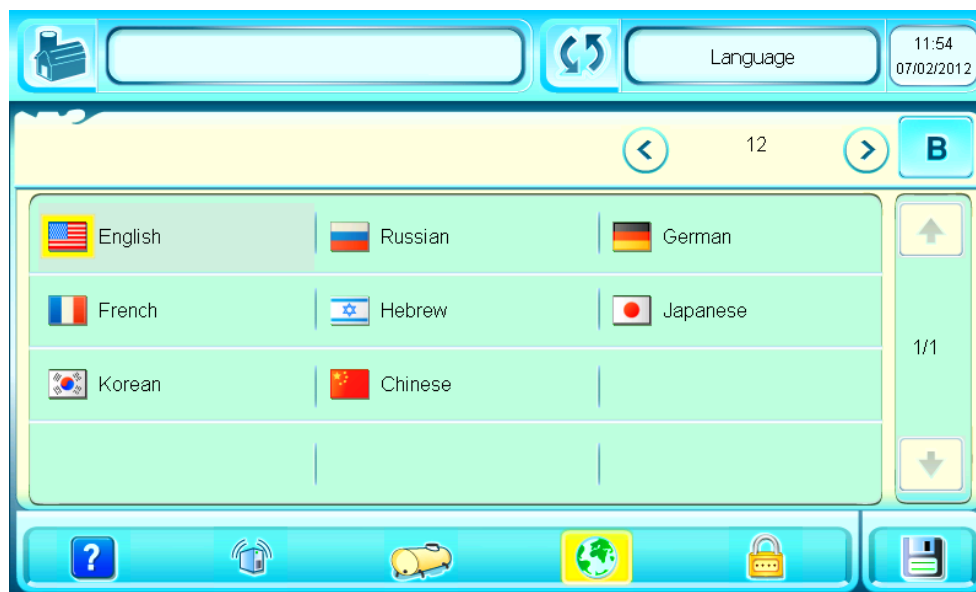 Language
11:54
07/02/2012
12
B
English
Russian
German
French
Hebrew
Japanese
1/1
Korean
Chinese
?